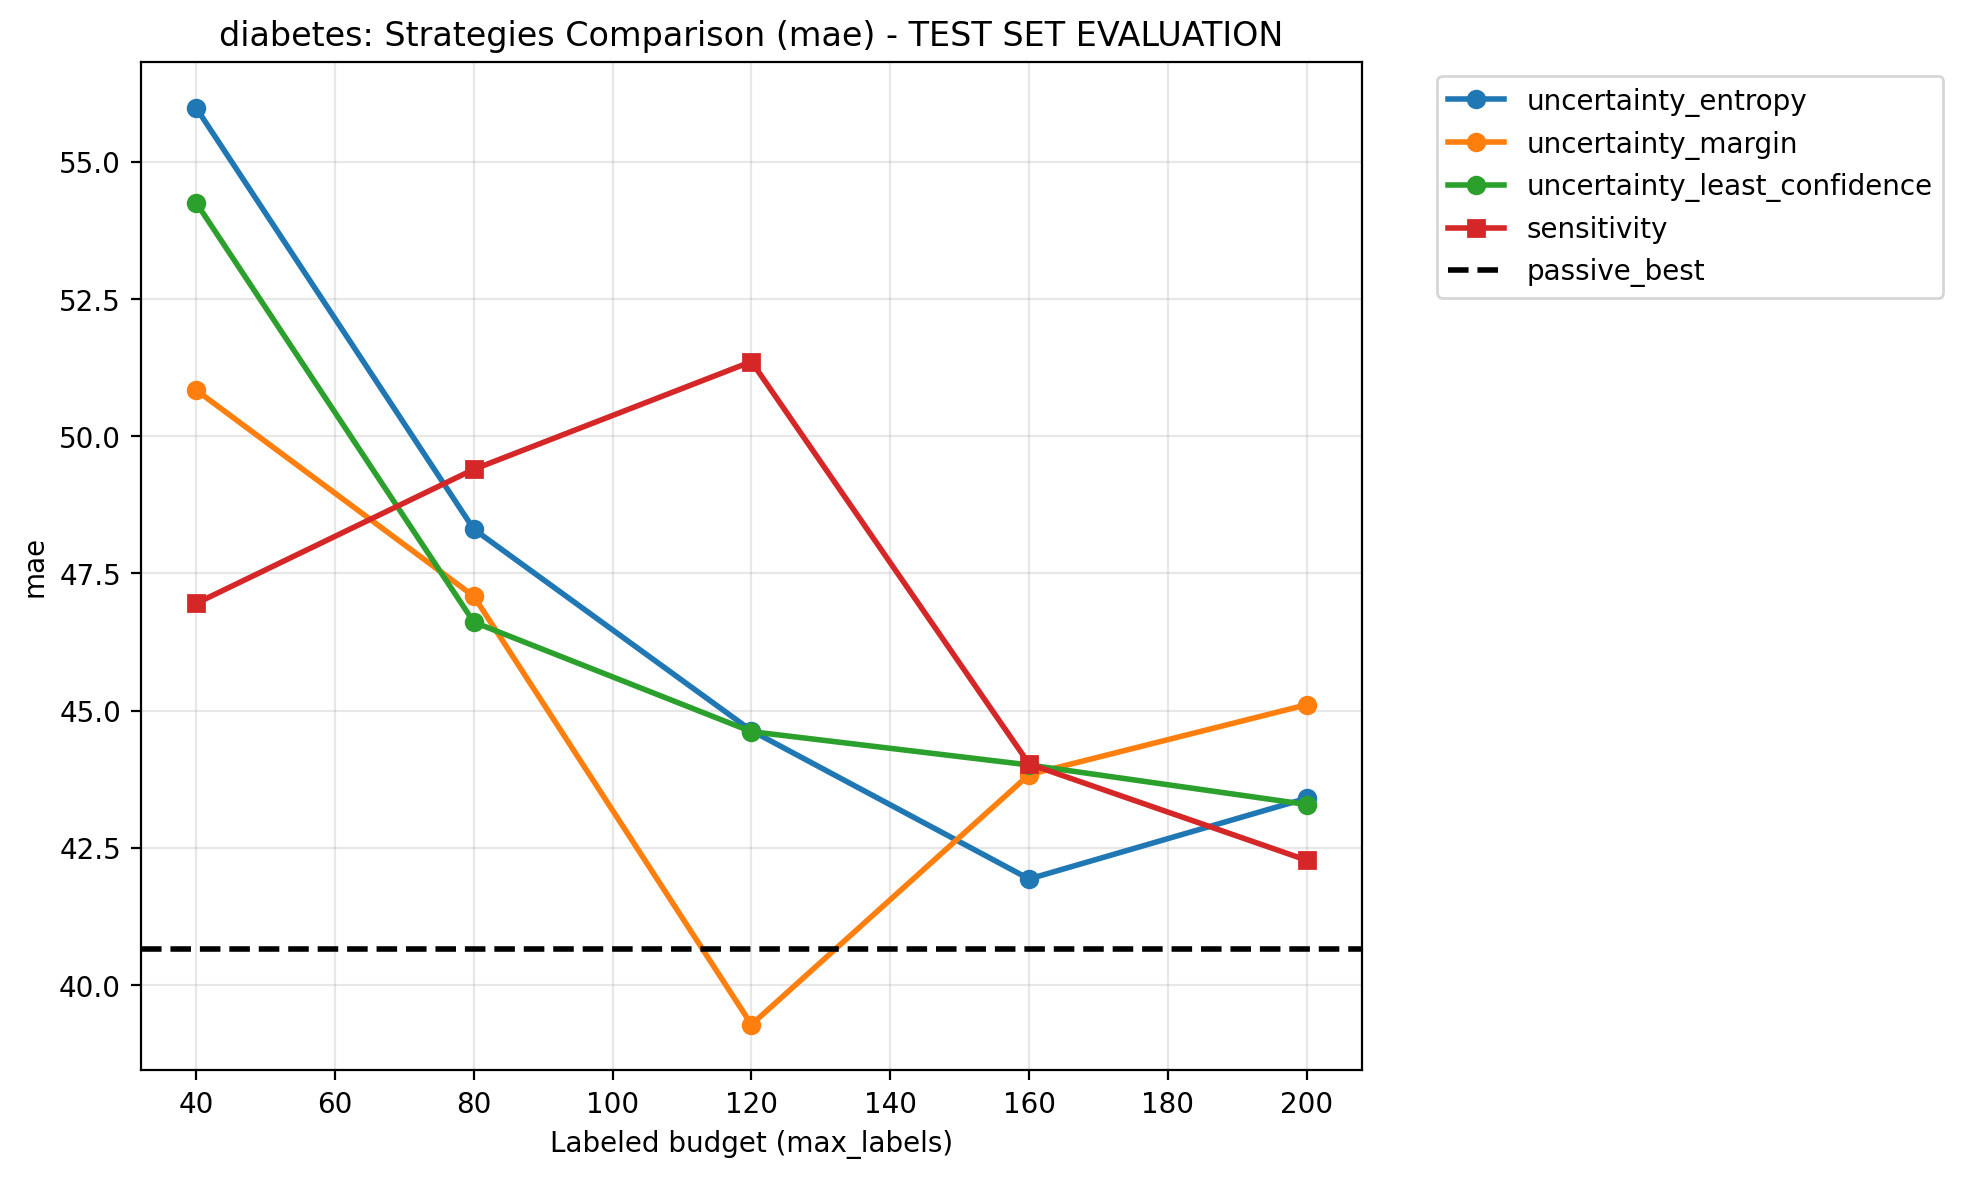 diabetes: Strategies Comparison (mae) - TEST SET EVALUATION
uncertainty_entropy
uncertainty_margin
uncertainty_least_confidence
sensitivity
passive_best
mae
55.0
52.5
50.0
47.5
45.0
42.5
40.0
40 60 80 100 120 140 160 180 200
Labeled budget (max_labels)